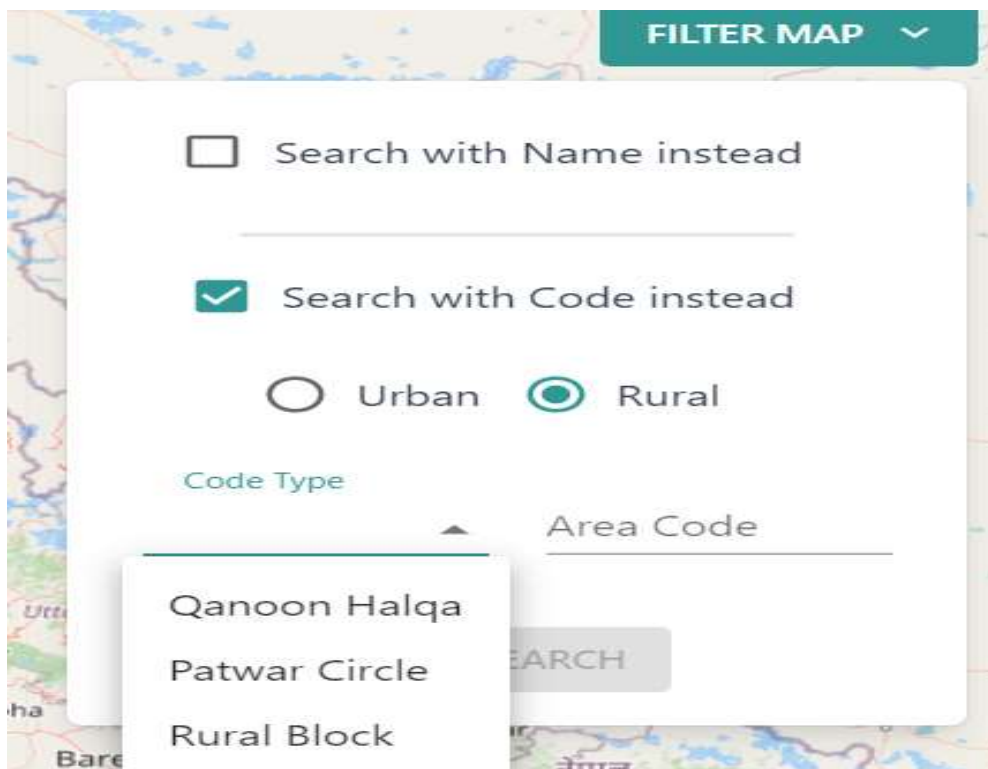 FILTER MAP
Search with Name instead
Search with Code instead
Urban Rural
Code Type
Area Code
Qanoon Halqa
Patwar Circle
Rural Block